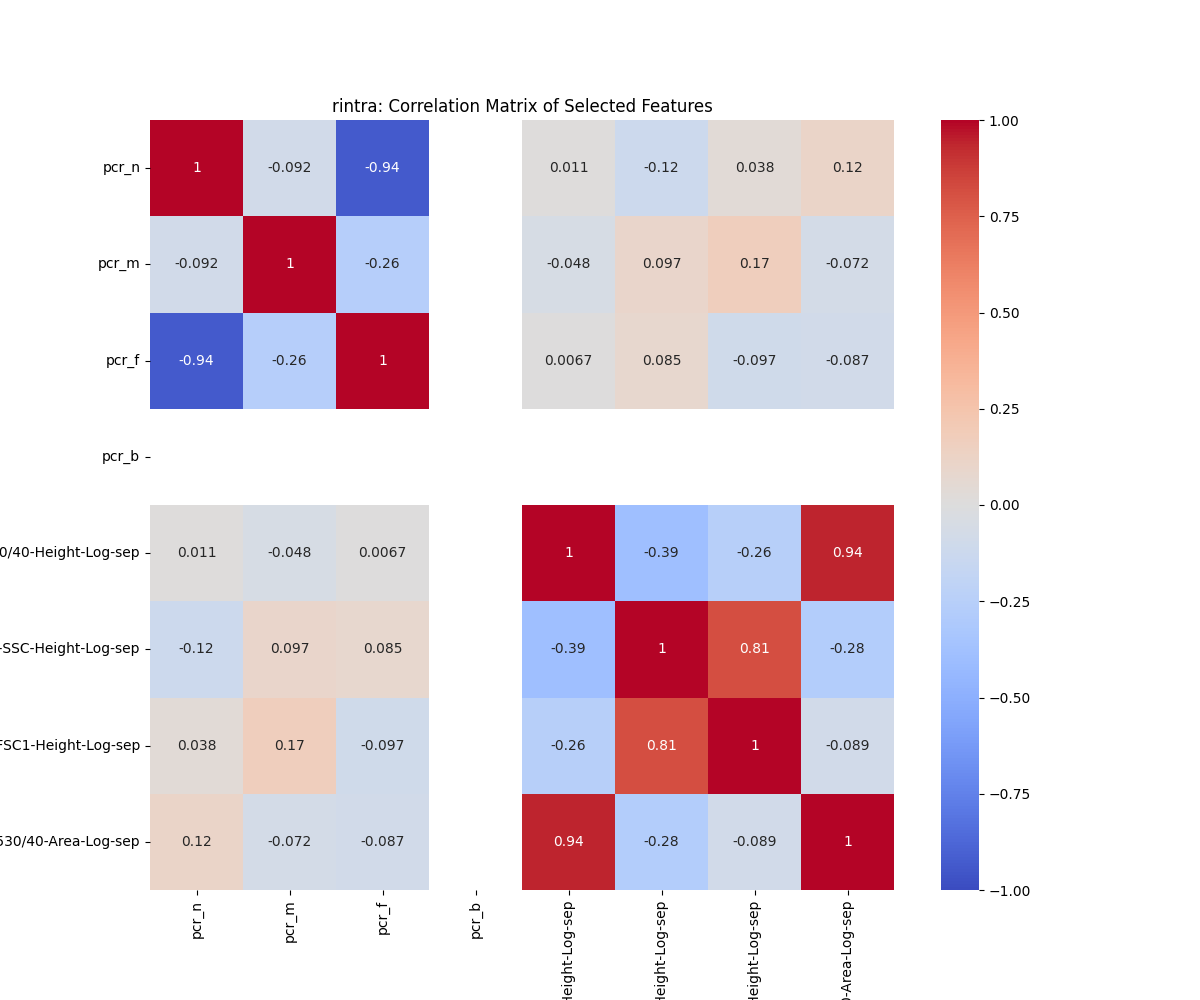 rintra: Correlation Matrix of Selected Features
pcr_n 1 -0.092 -0.94 0.011 -0.12 0.038 0.12
pcr_m -0.092 1 -0.26 -0.048 0.097 0.17 -0.072
pcr_f -0.94 -0.26 1 0.0067 0.085 -0.097 -0.087
pcr_b
0/40-Height-Log-sep 0.011 -0.048 0.0067 1 -0.39 -0.26 0.94
-SSC-Height-Log-sep -0.12 0.097 0.085 -0.39 1 0.81 -0.28
FSC1-Height-Log-sep 0.038 0.17 -0.097 -0.26 0.81 1 -0.089
530/40-Area-Log-sep 0.12 -0.072 -0.087 0.94 -0.28 -0.089 1
pcr_n
pcr_m
pcr_f
pcr_b
Height-Log-sep
Height-Log-sep
Height-Log-sep
-Area-Log-sep
1.00
0.75
0.50
0.25
0.00
−0.25
−0.50
−0.75
−1.00